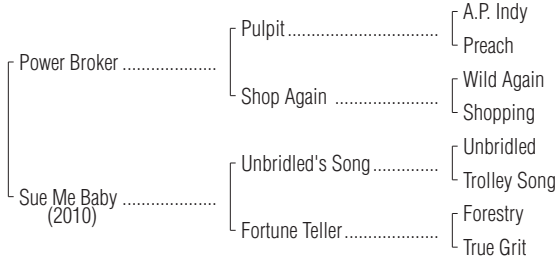 A.P. Indy
Pulpit
Preach
Power Broker
Wild Again
Shop Again
Shopping
Unbridled
Unbridled's Song
Trolley Song
Sue Me Baby
(2010)
Forestry
Fortune Teller
True Grit